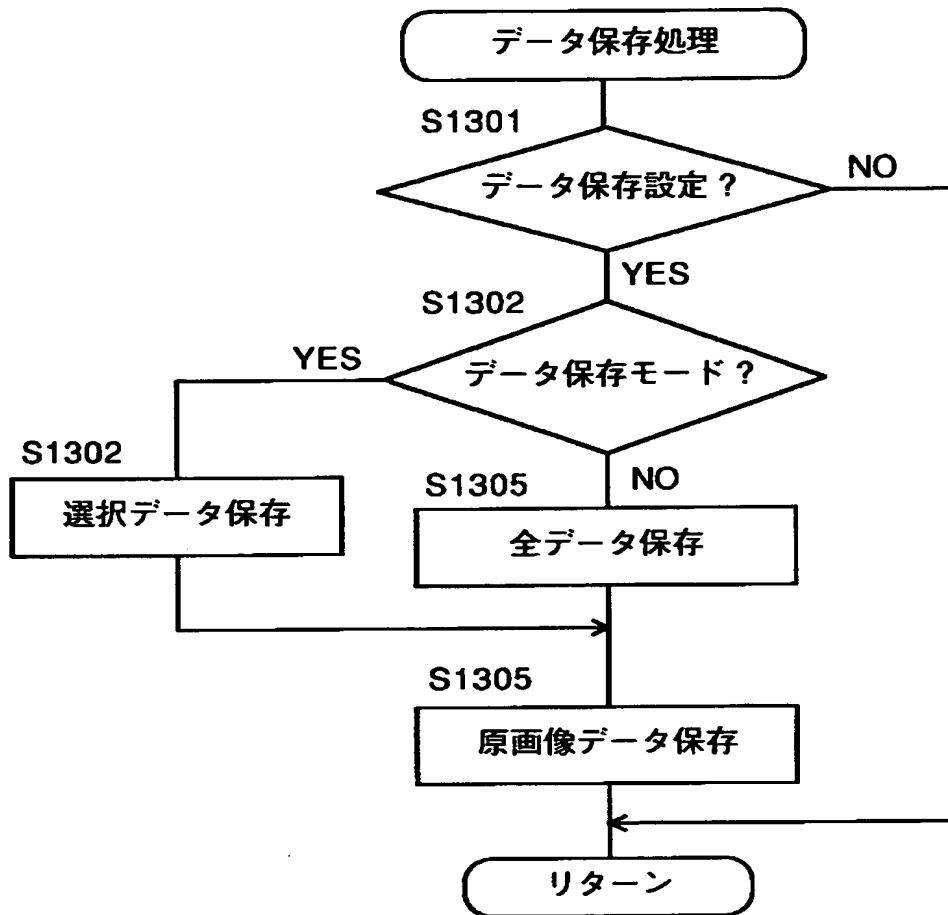 データ保存処理
S1301
データ保存設定？
NO
YES
S1302
データ保存モード？
YES
S1302
選択データ保存
NO
S1305
全データ保存
S1305
原画像データ保存
リターン